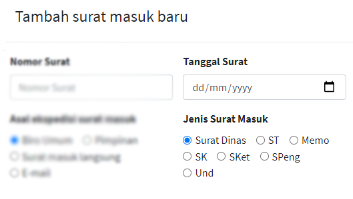 Tambah surat masuk baru
Nomor Surat
Nomor Surat
Tanggal Surat
dd/mm/yyyy
Asal ekspedisi surat masuk
Biro Umum Pimpinan
Surat masuk langsung
E-mail
Jenis Surat Masuk
Surat Dinas ST Memo
SK SKet SPeng
Und